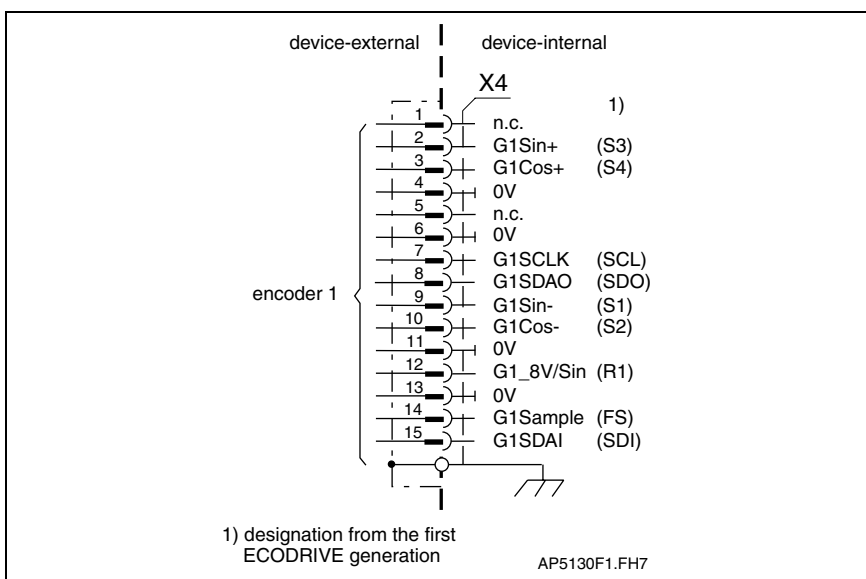 device-external device-internal
X4
1)
1 n.c.
2 G1Sin+ (S3)
3 G1Cos+ (S4)
4 0V
5 n.c.
6 0V
7 G1SCLK (SCL)
8 G1SDAO (SDO)
encoder 1
9 G1Sin- (S1)
10 G1Cos- (S2)
11 0V
12 G1_8V/Sin (R1)
13 0V
14 G1Sample (FS)
15 G1SDAI (SDI)
1) designation from the first
ECODRIVE generation
AP5130F1.FH7